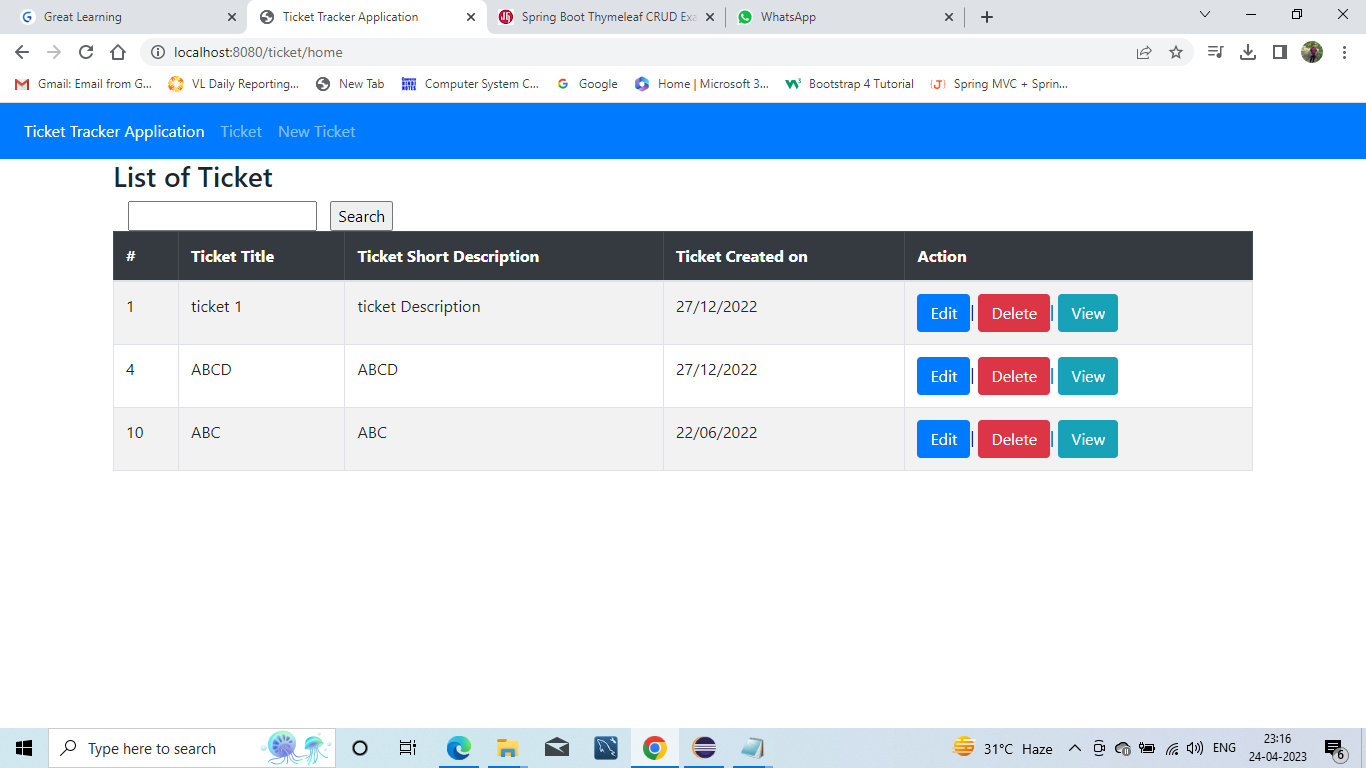 Great Learning
Ticket Tracker Application
Spring Boot Thymeleaf CRUD Exa
WhatsApp
localhost:8080/ticket/home
Gmail: Email from G...
VL Daily Reporting...
New Tab
Computer System C...
Google
Home | Microsoft 3...
Bootstrap 4 Tutorial
Spring MVC + Sprin...
Ticket Tracker Application Ticket New Ticket
List of Ticket
Search
# Ticket Title Ticket Short Description Ticket Created on Action
1 ticket 1 ticket Description 27/12/2022 Edit | Delete | View
4 ABCD ABCD 27/12/2022 Edit | Delete | View
10 ABC ABC 22/06/2022 Edit | Delete | View
Type here to search
31°C Haze
ENG
23:16
24-04-2023
6